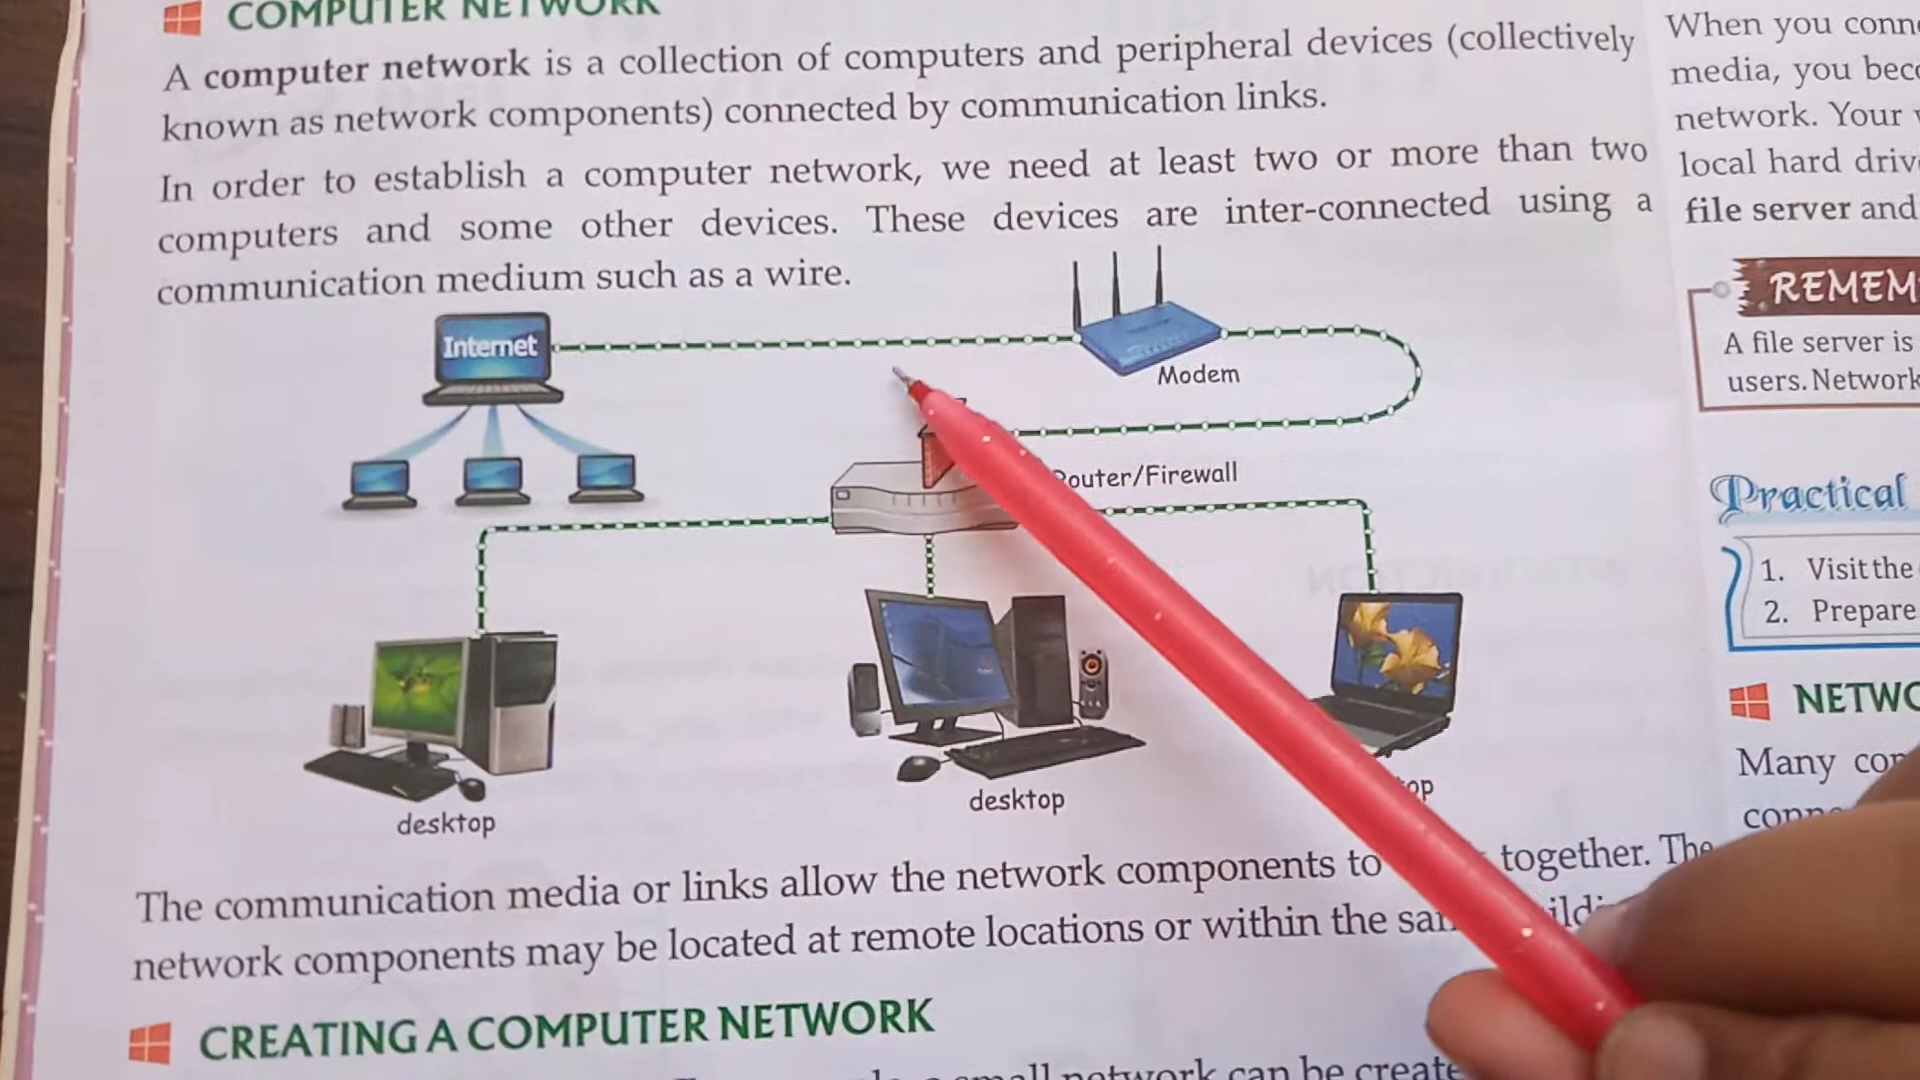 COMPUTER NETWORK
A computer network is a collection of computers and peripheral devices (collectively
known as network components) connected by communication links.
In order to establish a computer network, we need at least two or more than two
computers and some other devices. These devices are inter-connected using a
communication medium such as a wire.
Internet
Modem
Router/Firewall
desktop
desktop
The communication media or links allow the network components to together. The
network components may be located at remote locations or within the
CREATING A COMPUTER NETWORK
small network can be
When you
media, you
network. Your
local hard
file server and
A file server is
users. Network
Practical
1. Visit the
2. Prepare
Many